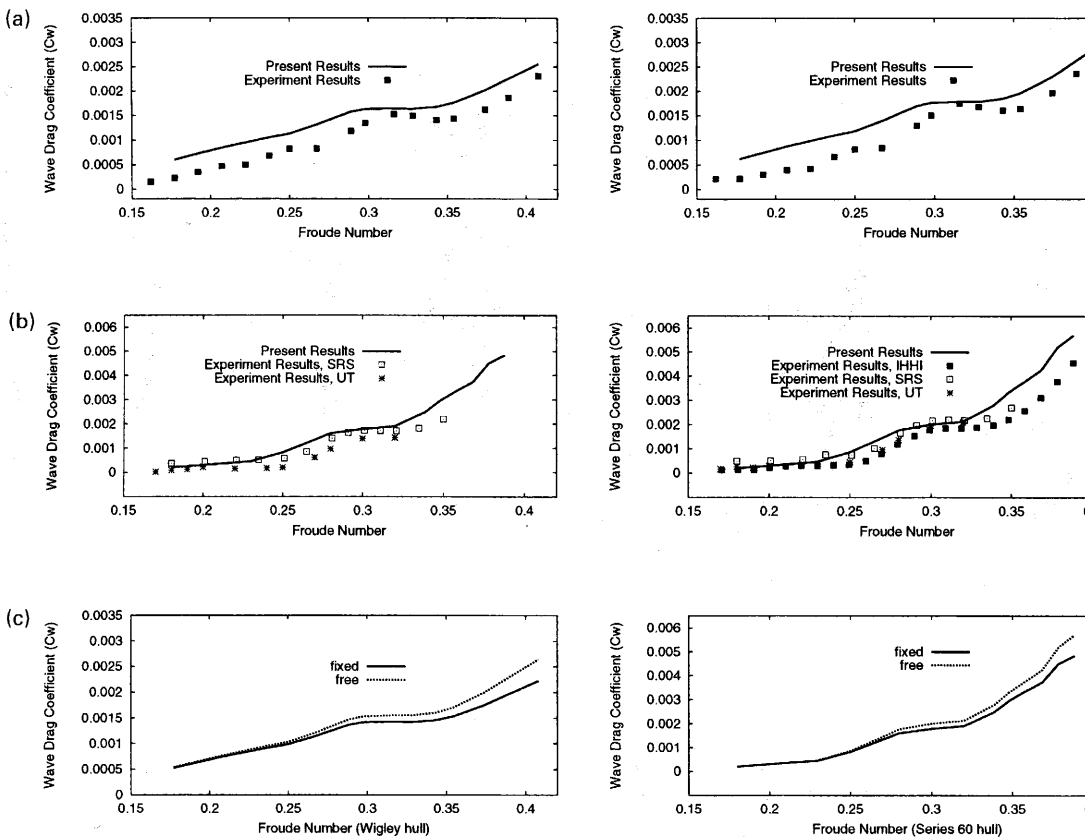 (a)
Wave Drag Coefficient (Cw)
0.0035
0.003
0.0025
0.002
0.0015
0.001
0.0005
0
Present Results
Experiment Results
0.15 0.2 0.25 0.3 0.35 0.4
Froude Number
Wave Drag Coefficient (Cw)
0.0035
0.003
0.0025
0.002
0.0015
0.001
0.0005
0
Present Results
Experiment Results
0.15 0.2 0.25 0.3 0.35
Froude Number
(b)
Wave Drag Coefficient (Cw)
0.006
0.005
0.004
0.003
0.002
0.001
0
Present Results
Experiment Results, SRS
Experiment Results, UT
0.15 0.2 0.25 0.3 0.35 0.4
Froude Number
Wave Drag Coefficient (Cw)
0.006
0.005
0.004
0.003
0.002
0.001
0
Present Results
Experiment Results, IHHI
Experiment Results, SRS
Experiment Results, UT
0.15 0.2 0.25 0.3 0.35
Froude Number
(c)
Wave Drag Coefficient (Cw)
0.0035
0.003
0.0025
0.002
0.0015
0.001
0.0005
0
fixed
free
0.15 0.2 0.25 0.3 0.35 0.4
Froude Number (Wigley hull)
Wave Drag Coefficient (Cw)
0.006
0.005
0.004
0.003
0.002
0.001
0
fixed
free
0.15 0.2 0.25 0.3 0.35
Froude Number (Series 60 hull)